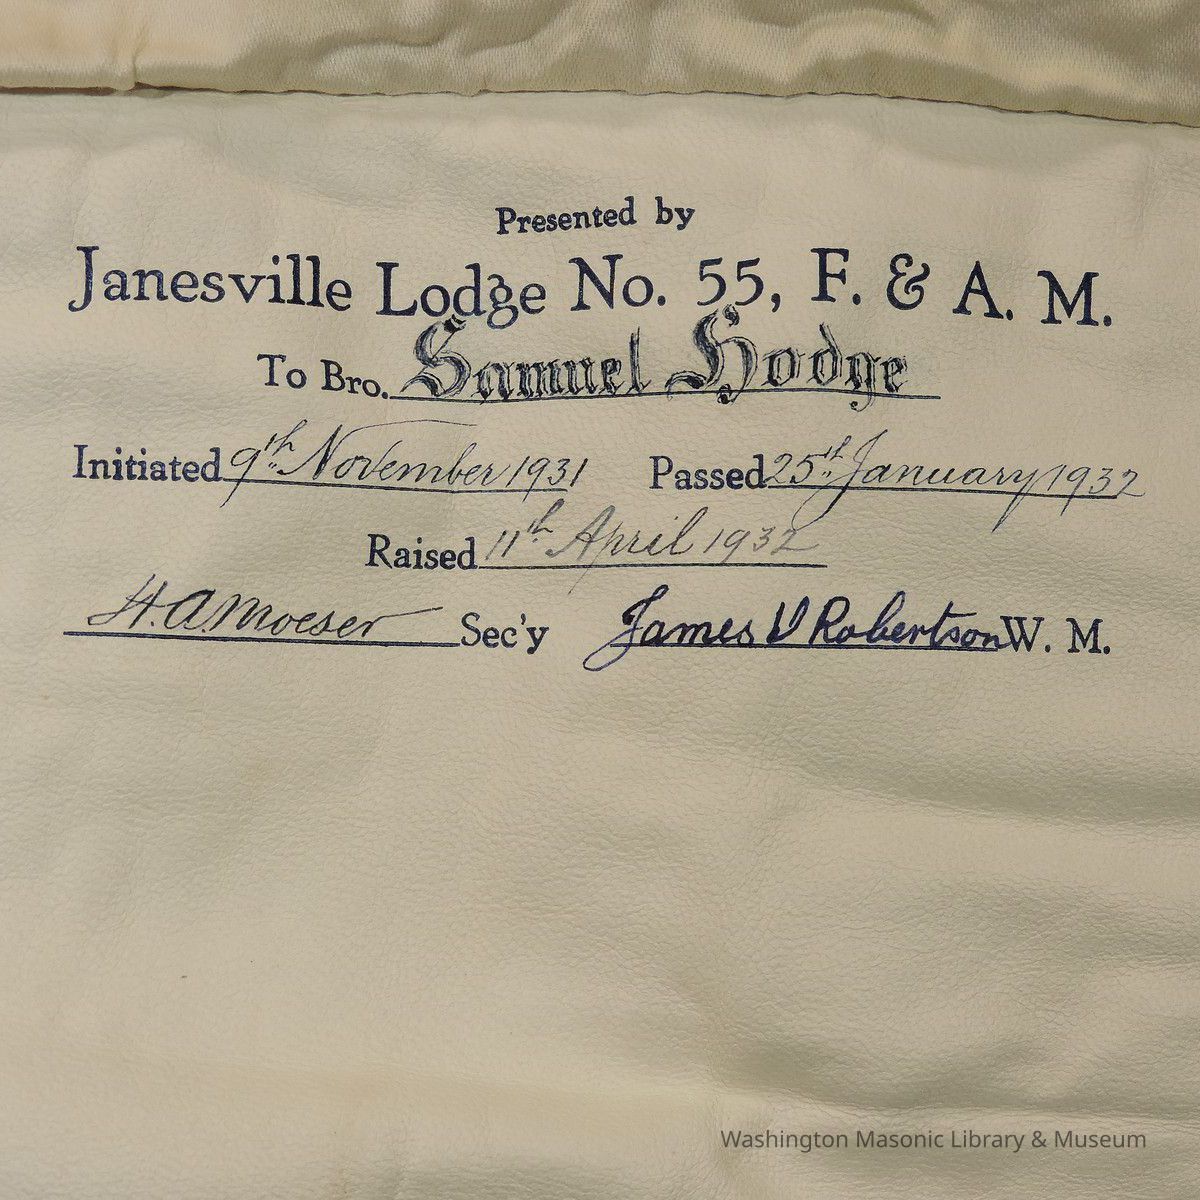 Presented by
Janesville Lodge No. 55, F. & A. M.
To Bro. Samuel Hodge
Initiated 9th November 1931 Passed 25th January 1932
Raised 11th April 1932
H.A. Moeser Sec'y James V Robertson W. M.
Washington Masonic Library & Museum